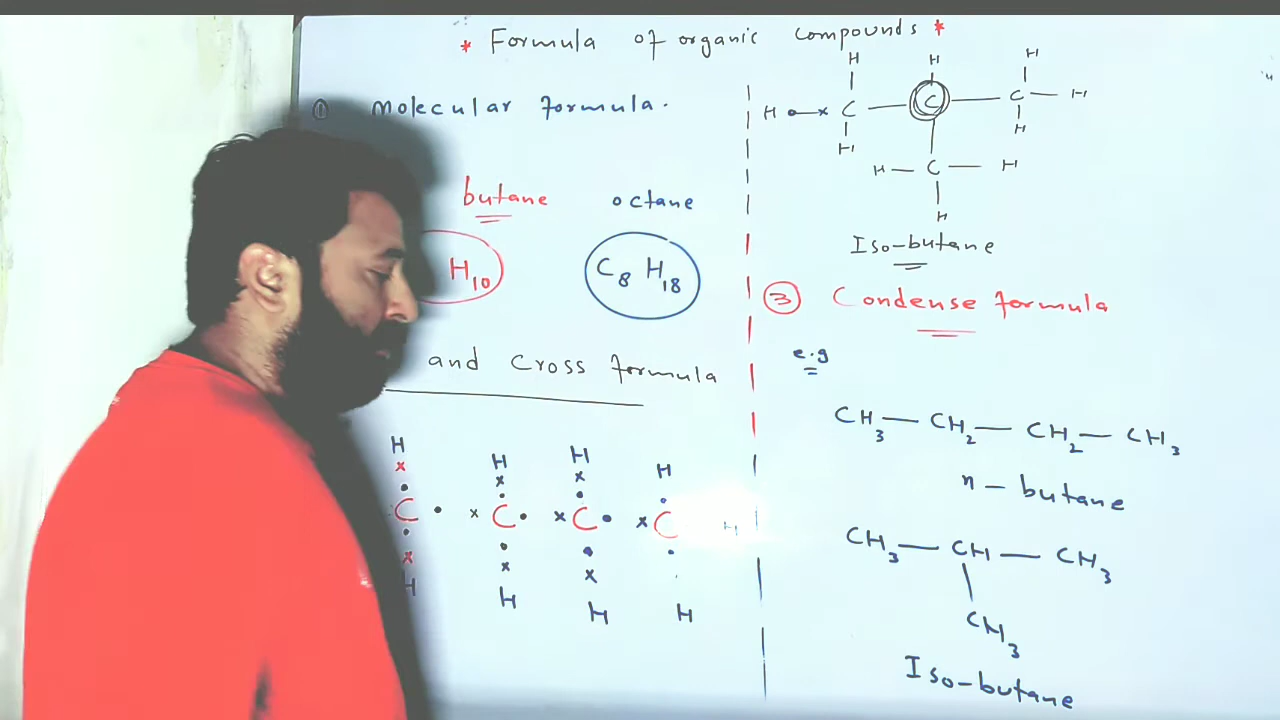 * Formula of organic compounds *
① molecular formula.
butane octane
H10 C8 H18
and Cross formula
H H H H
x x x
C x C x C x C H
x x x
H H H H
H H H
H x C C C H
H H
H C H
H
Iso-butane
③ Condense formula
e.g
CH3 — CH2 — CH2 — CH3
n - butane
CH3 — CH — CH3
CH3
Iso-butane